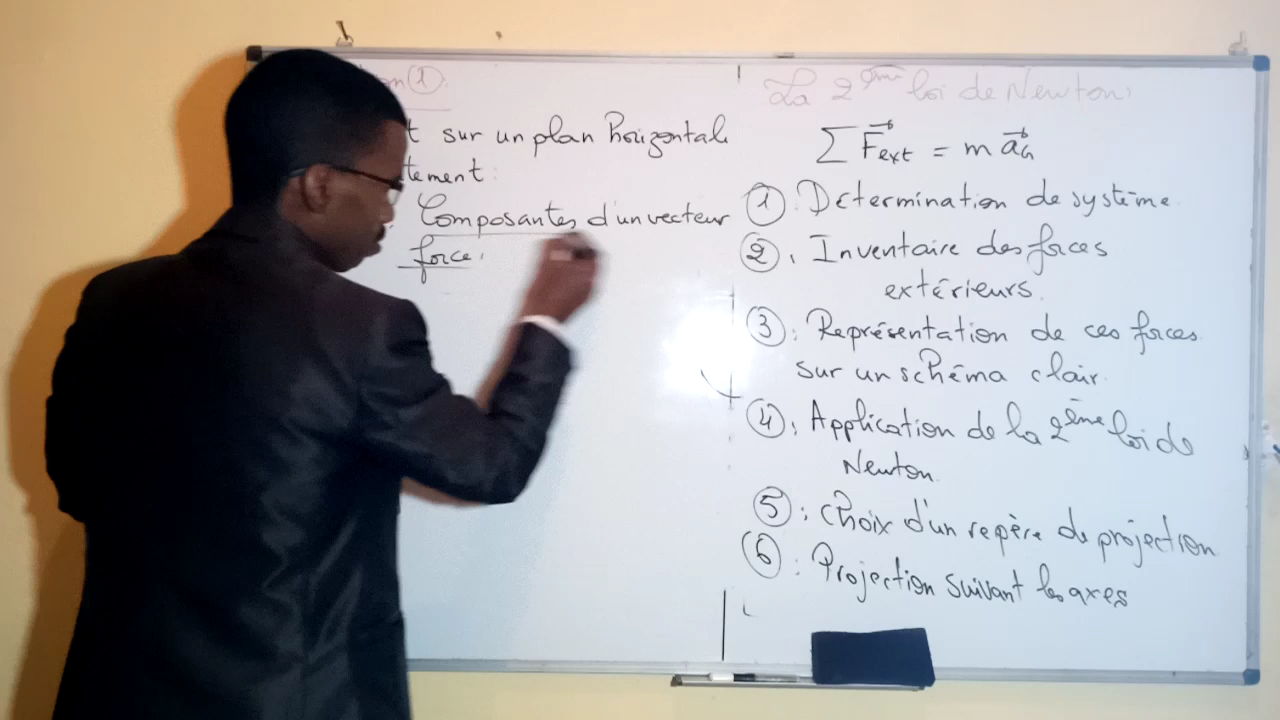 ①.
t sur un plan horizontale
tement:
Composantes d'un vecteur
force.
La 2ème loi de Newton:
∑ F⃗ext = m a⃗G
①: Détermination de système.
②: Inventaire des forces
extérieurs.
③: Représentation de ces forces
sur un schéma clair.
④: Application de la 2ème loi de
Newton.
⑤: Choix d'un repère de projection
⑥: Projection suivant les axes